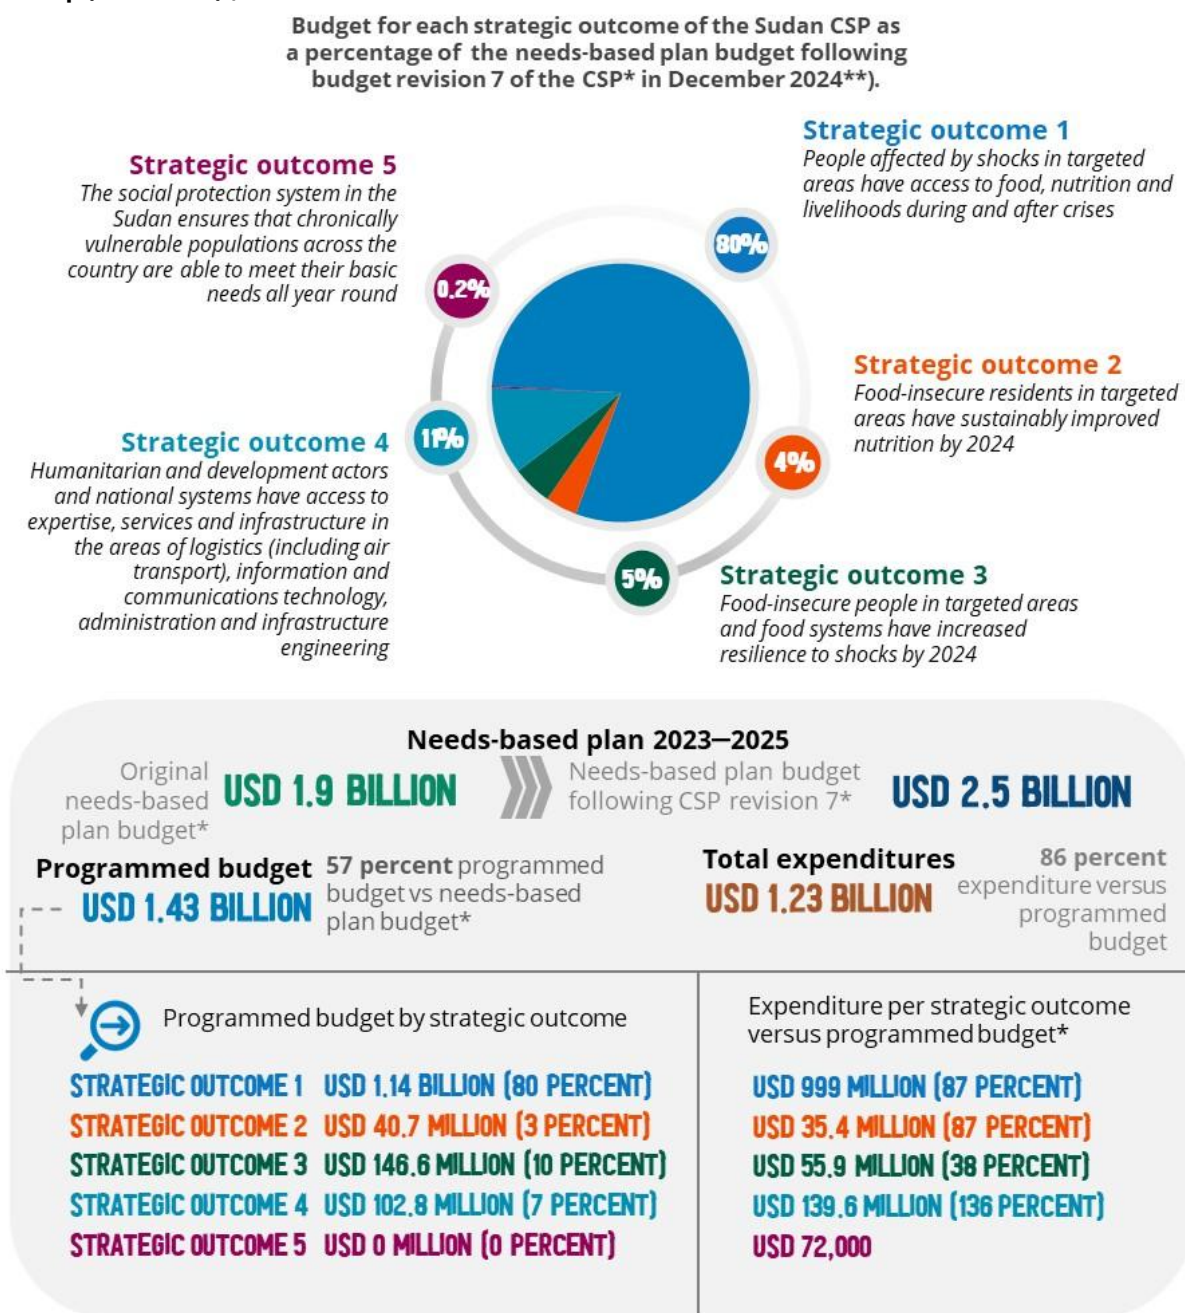 Budget for each strategic outcome of the Sudan CSP as
a percentage of the needs-based plan budget following
budget revision 7 of the CSP* in December 2024**).
Strategic outcome 1
People affected by shocks in targeted
areas have access to food, nutrition and
livelihoods during and after crises
80%
Strategic outcome 5
The social protection system in the
Sudan ensures that chronically
vulnerable populations across the
country are able to meet their basic
needs all year round
0.2%
Strategic outcome 2
Food-insecure residents in targeted
areas have sustainably improved
nutrition by 2024
4%
Strategic outcome 4
Humanitarian and development actors
and national systems have access to
expertise, services and infrastructure in
the areas of logistics (including air
transport), information and
communications technology,
administration and infrastructure
engineering
11%
5%
Strategic outcome 3
Food-insecure people in targeted areas
and food systems have increased
resilience to shocks by 2024
Needs-based plan 2023–2025
Original
needs-based
plan budget*
USD 1.9 BILLION
Needs-based plan budget
following CSP revision 7*
USD 2.5 BILLION
Programmed budget
USD 1.43 BILLION
57 percent programmed
budget vs needs-based
plan budget*
Total expenditures
USD 1.23 BILLION
86 percent
expenditure versus
programmed
budget
Programmed budget by strategic outcome
STRATEGIC OUTCOME 1 USD 1.14 BILLION (80 PERCENT)
STRATEGIC OUTCOME 2 USD 40.7 MILLION (3 PERCENT)
STRATEGIC OUTCOME 3 USD 146.6 MILLION (10 PERCENT)
STRATEGIC OUTCOME 4 USD 102.8 MILLION (7 PERCENT)
STRATEGIC OUTCOME 5 USD 0 MILLION (0 PERCENT)
Expenditure per strategic outcome
versus programmed budget*
USD 999 MILLION (87 PERCENT)
USD 35.4 MILLION (87 PERCENT)
USD 55.9 MILLION (38 PERCENT)
USD 139.6 MILLION (136 PERCENT)
USD 72,000